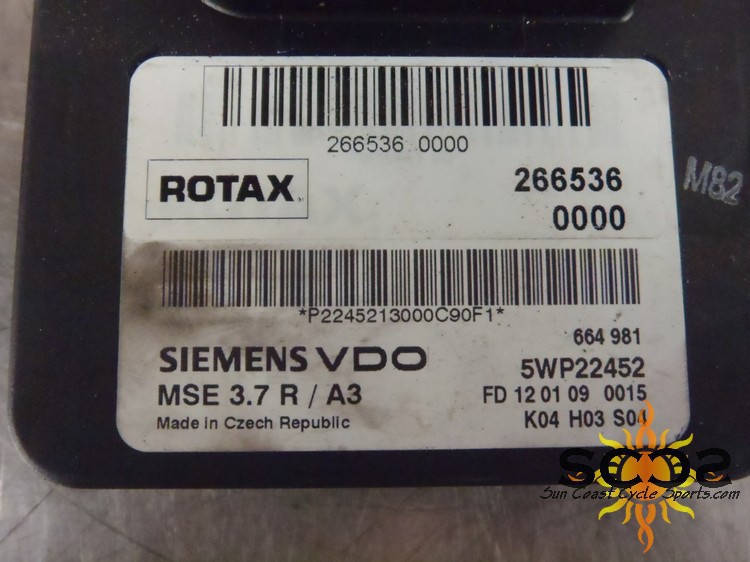 266536 0000
ROTAX
266536
0000
M82
*P2245213000C90F1*
664 981
SIEMENS VDO
5WP22452
MSE 3.7 R / A3
FD 12 01 09 0015
Made in Czech Republic
K04 H03 S04
SCCS
Sun Coast Cycle Sports.com